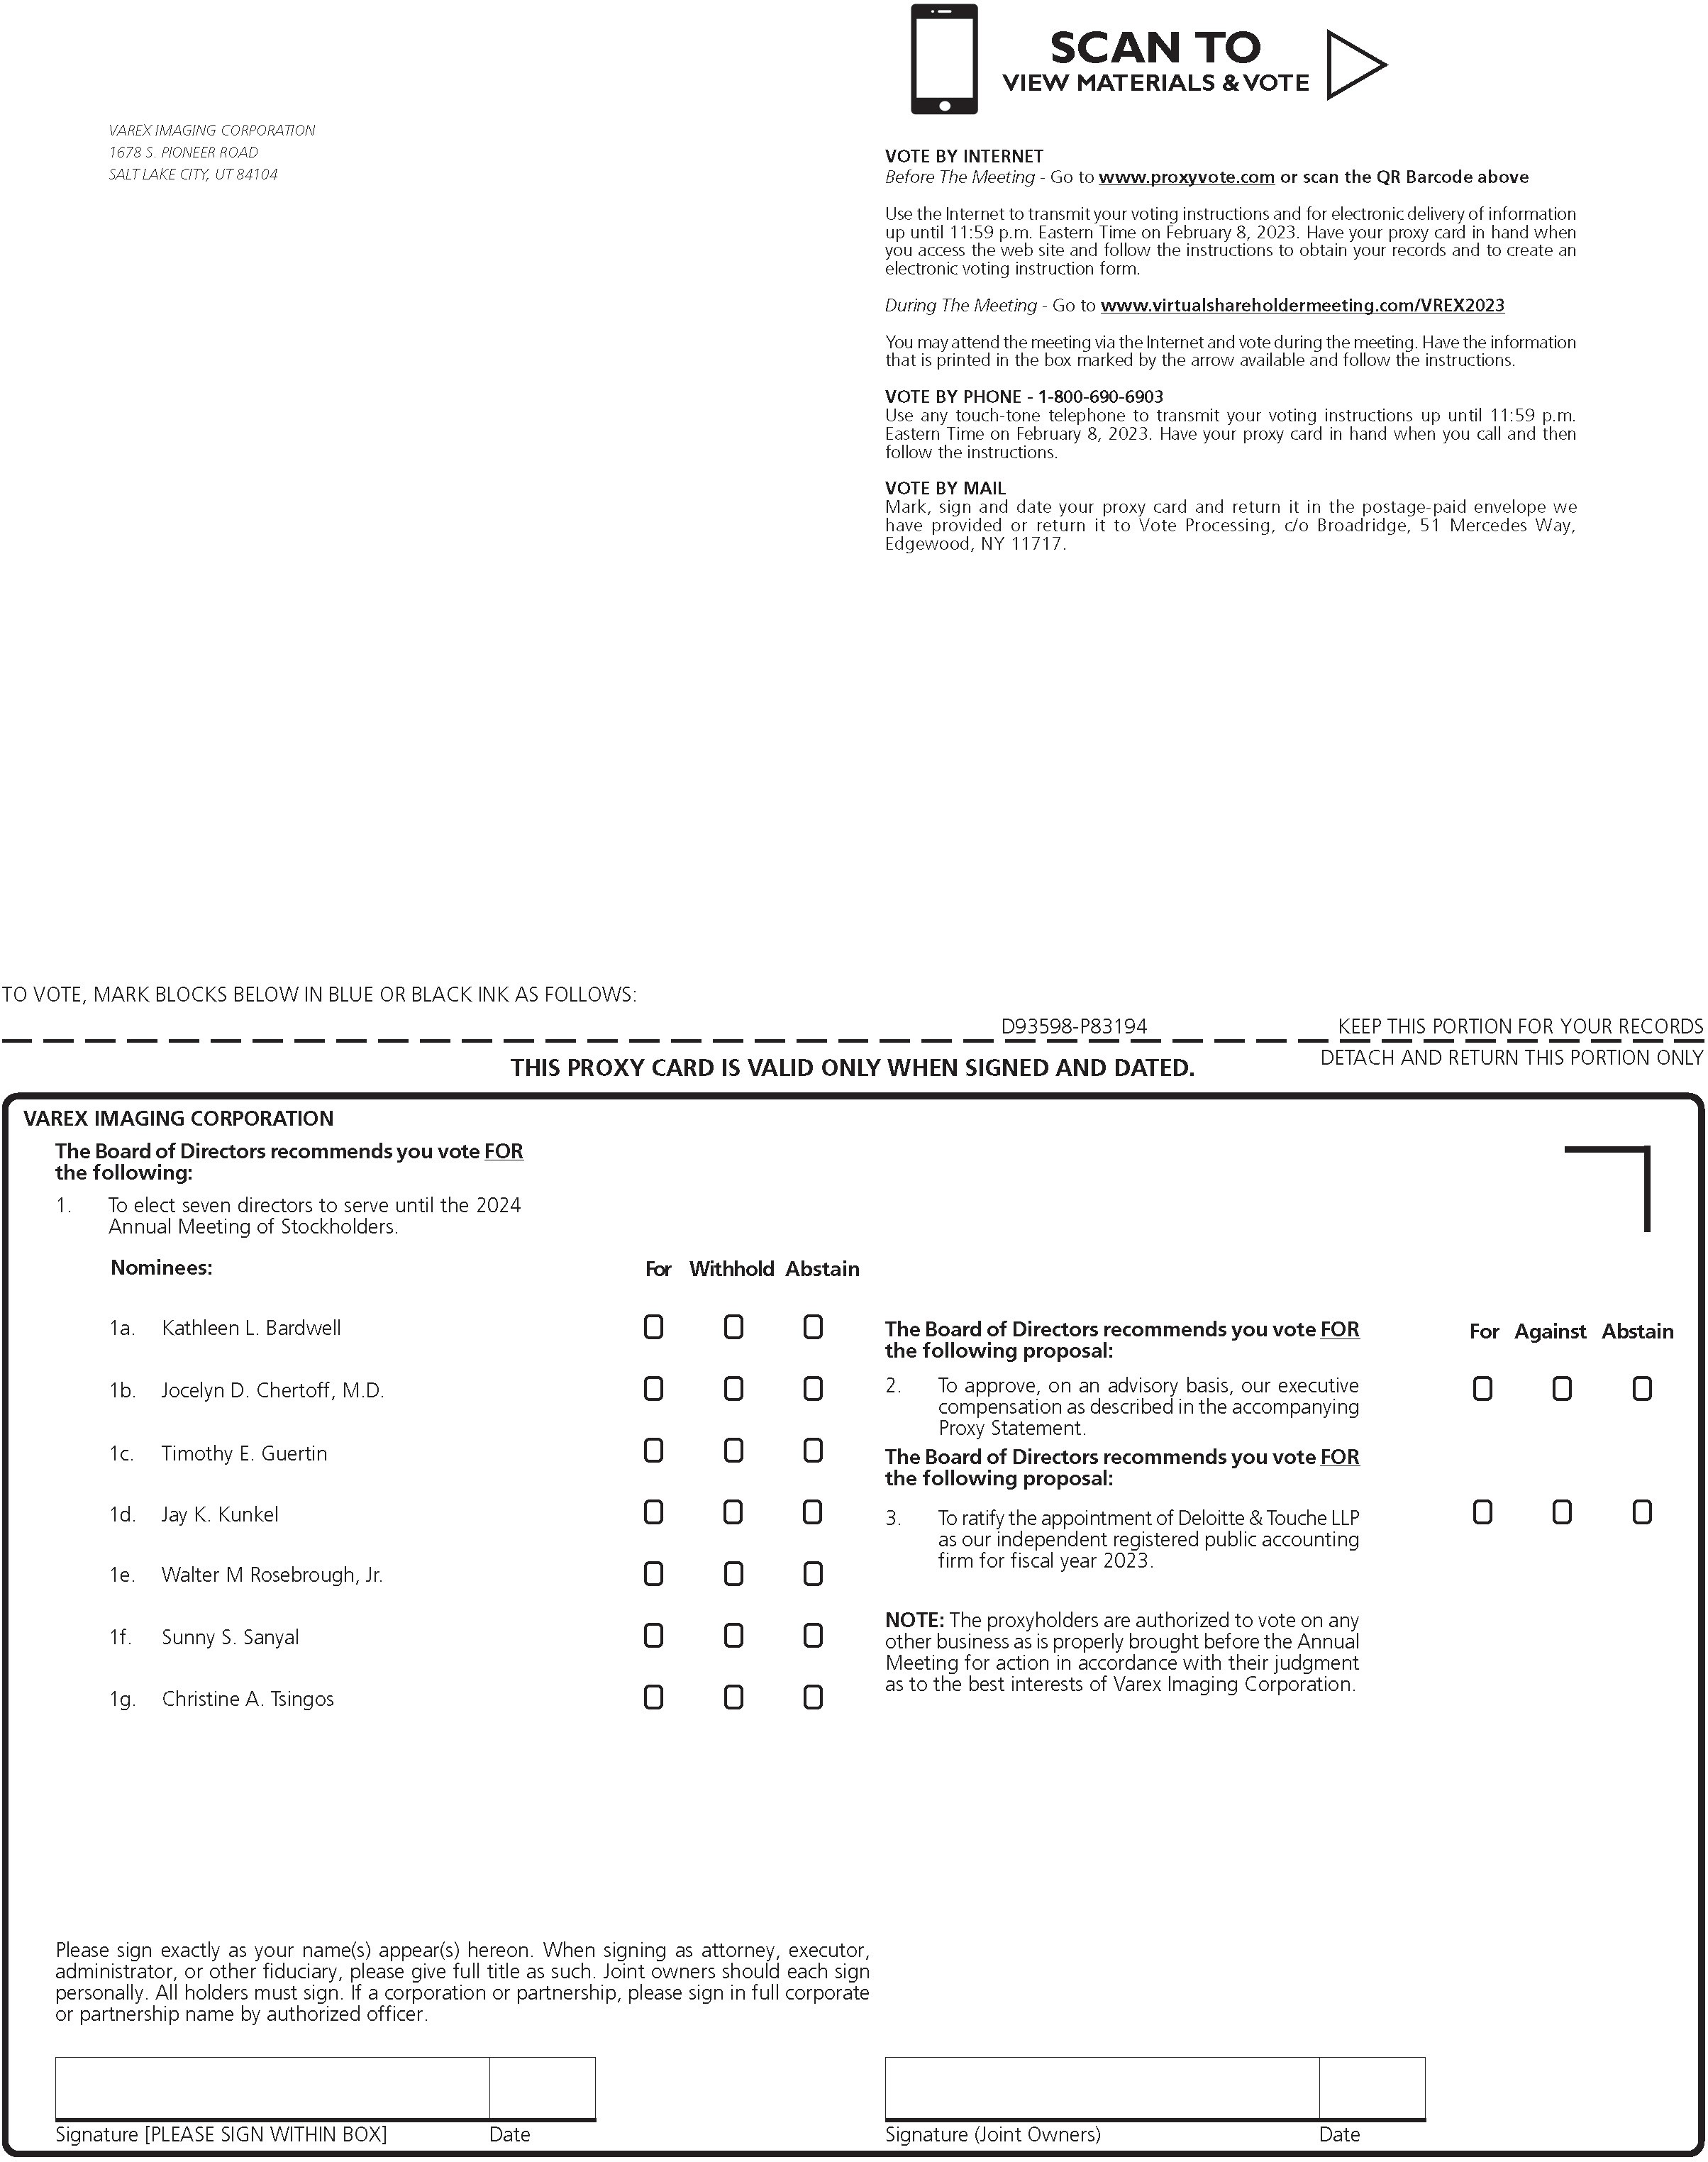 SCAN TO
VIEW MATERIALS & VOTE
VAREX IMAGING CORPORATION
1678 S. PIONEER ROAD
SALT LAKE CITY, UT 84104
VOTE BY INTERNET
Before The Meeting - Go to www.proxyvote.com or scan the QR Barcode above
Use the Internet to transmit your voting instructions and for electronic delivery of information
up until 11:59 p.m. Eastern Time on February 8, 2023. Have your proxy card in hand when
you access the web site and follow the instructions to obtain your records and to create an
electronic voting instruction form.
During The Meeting - Go to www.virtualshareholdermeeting.com/VREX2023
You may attend the meeting via the Internet and vote during the meeting. Have the information
that is printed in the box marked by the arrow available and follow the instructions.
VOTE BY PHONE - 1-800-690-6903
Use any touch-tone telephone to transmit your voting instructions up until 11:59 p.m.
Eastern Time on February 8, 2023. Have your proxy card in hand when you call and then
follow the instructions.
VOTE BY MAIL
Mark, sign and date your proxy card and return it in the postage-paid envelope we
have provided or return it to Vote Processing, c/o Broadridge, 51 Mercedes Way,
Edgewood, NY 11717.
TO VOTE, MARK BLOCKS BELOW IN BLUE OR BLACK INK AS FOLLOWS:
D93598-P83194 KEEP THIS PORTION FOR YOUR RECORDS
DETACH AND RETURN THIS PORTION ONLY
THIS PROXY CARD IS VALID ONLY WHEN SIGNED AND DATED.
VAREX IMAGING CORPORATION
The Board of Directors recommends you vote FOR
the following:
1. To elect seven directors to serve until the 2024
Annual Meeting of Stockholders.
Nominees: For Withhold Abstain
1a. Kathleen L. Bardwell
1b. Jocelyn D. Chertoff, M.D.
1c. Timothy E. Guertin
1d. Jay K. Kunkel
1e. Walter M Rosebrough, Jr.
1f. Sunny S. Sanyal
1g. Christine A. Tsingos
The Board of Directors recommends you vote FOR
the following proposal:
For Against Abstain
2. To approve, on an advisory basis, our executive
compensation as described in the accompanying
Proxy Statement.
The Board of Directors recommends you vote FOR
the following proposal:
3. To ratify the appointment of Deloitte & Touche LLP
as our independent registered public accounting
firm for fiscal year 2023.
NOTE: The proxyholders are authorized to vote on any
other business as is properly brought before the Annual
Meeting for action in accordance with their judgment
as to the best interests of Varex Imaging Corporation.
Please sign exactly as your name(s) appear(s) hereon. When signing as attorney, executor,
administrator, or other fiduciary, please give full title as such. Joint owners should each sign
personally. All holders must sign. If a corporation or partnership, please sign in full corporate
or partnership name by authorized officer.
Signature [PLEASE SIGN WITHIN BOX] Date
Signature (Joint Owners) Date